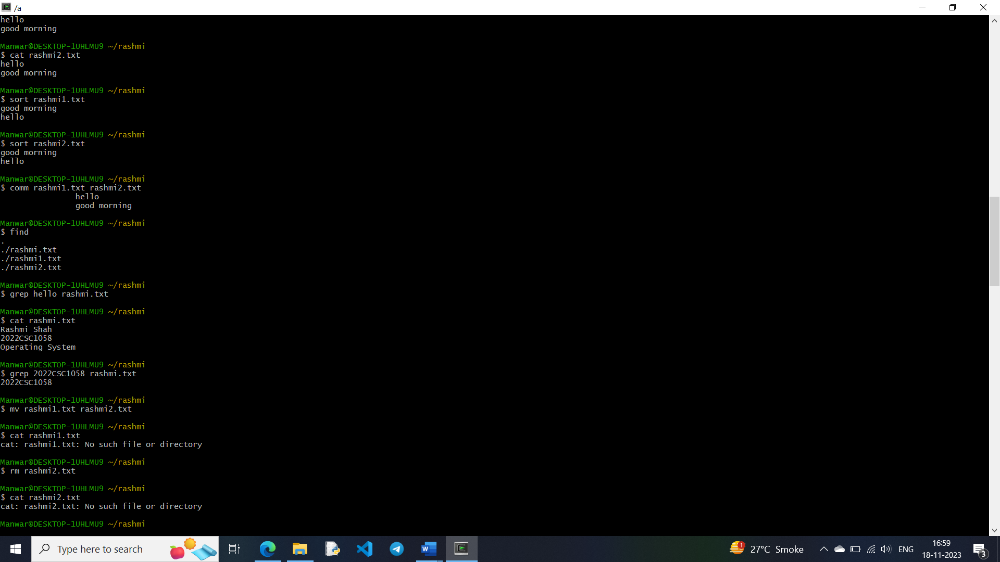 /a
hello
good morning
Manwar@DESKTOP-1UHLMU9 ~/rashmi
$ cat rashmi2.txt
hello
good morning
Manwar@DESKTOP-1UHLMU9 ~/rashmi
$ sort rashmi1.txt
good morning
hello
Manwar@DESKTOP-1UHLMU9 ~/rashmi
$ sort rashmi2.txt
good morning
hello
Manwar@DESKTOP-1UHLMU9 ~/rashmi
$ comm rashmi1.txt rashmi2.txt
hello
good morning
Manwar@DESKTOP-1UHLMU9 ~/rashmi
$ find
.
./rashmi.txt
./rashmi1.txt
./rashmi2.txt
Manwar@DESKTOP-1UHLMU9 ~/rashmi
$ grep hello rashmi.txt
Manwar@DESKTOP-1UHLMU9 ~/rashmi
$ cat rashmi.txt
Rashmi Shah
2022CSC1058
Operating System
Manwar@DESKTOP-1UHLMU9 ~/rashmi
$ grep 2022CSC1058 rashmi.txt
2022CSC1058
Manwar@DESKTOP-1UHLMU9 ~/rashmi
$ mv rashmi1.txt rashmi2.txt
Manwar@DESKTOP-1UHLMU9 ~/rashmi
$ cat rashmi1.txt
cat: rashmi1.txt: No such file or directory
Manwar@DESKTOP-1UHLMU9 ~/rashmi
$ rm rashmi2.txt
Manwar@DESKTOP-1UHLMU9 ~/rashmi
$ cat rashmi2.txt
cat: rashmi2.txt: No such file or directory
Manwar@DESKTOP-1UHLMU9 ~/rashmi
Type here to search
W
1
27°C Smoke
ENG
16:59
18-11-2023
3